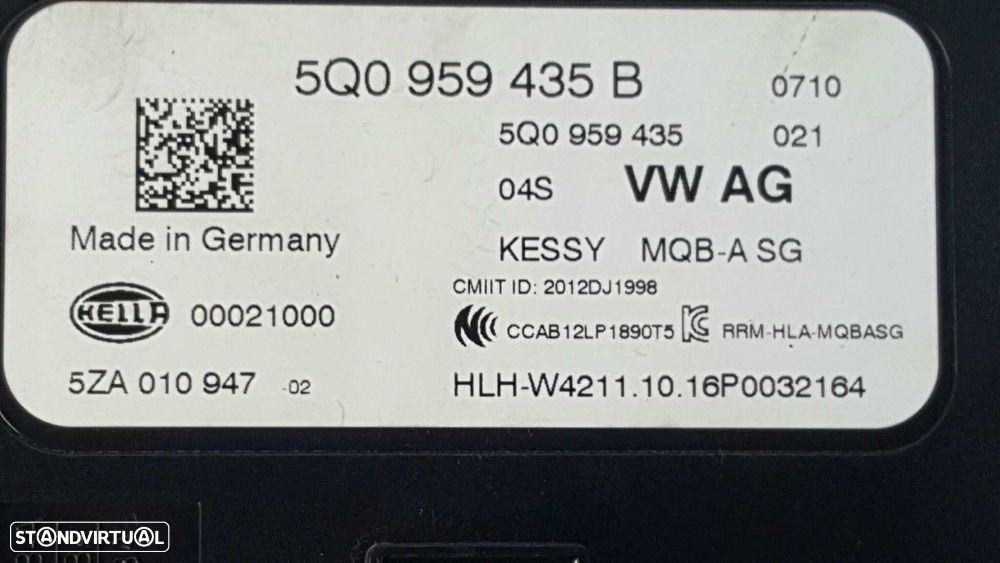 5Q0 959 435 B 0710
5Q0 959 435 021
04S VW AG
Made in Germany
KESSY MQB-A SG
CMIIT ID: 2012DJ1998
HELLA 00021000
CCAB12LP1890T5 RRM-HLA-MQBASG
5ZA 010 947 -02
HLH-W4211.10.16P0032164
STANDVIRTUAL